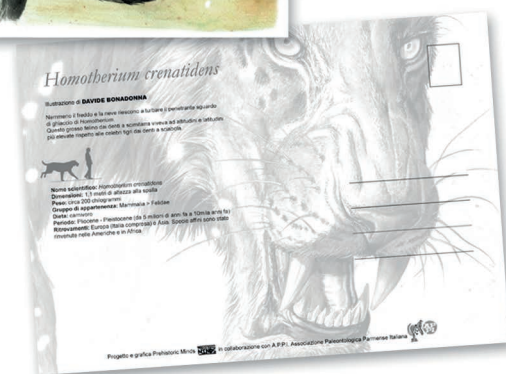 Homotherium crenatidens
Illustrazione di DAVIDE BONADONNA
Nemmeno il freddo e la neve riescono a turbare il penetrante sguardo
di ghiaccio di Homotherium.
Questo grosso felino dai denti a scimitarra viveva ad altitudini e latitudini
più elevate rispetto alle celebri tigri dai denti a sciabola.
Nome scientifico: Homotherium crenatidens
Dimensioni: 1,1 metri di altezza alla spalla
Peso: circa 200 chilogrammi
Gruppo di appartenenza: Mammalia > Felidae
Dieta: carnivoro
Periodo: Pliocene - Pleistocene (da 5 milioni di anni fa a 10mila anni fa)
Ritrovamenti: Europa (Italia compresa) e Asia. Specie affini sono state
rinvenute nelle Americhe e in Africa.
Progetto e grafica Prehistoric Minds in collaborazione con A.P.P.I. Associazione Paleontologica Parmense Italiana